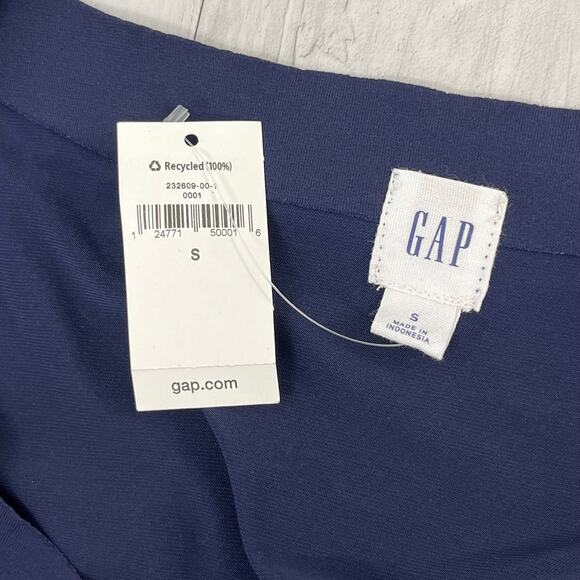 Recycled (100%)
232609-00-1
0001
1 24771 50001 6
S
gap.com
GAP
S
MADE IN
INDONESIA